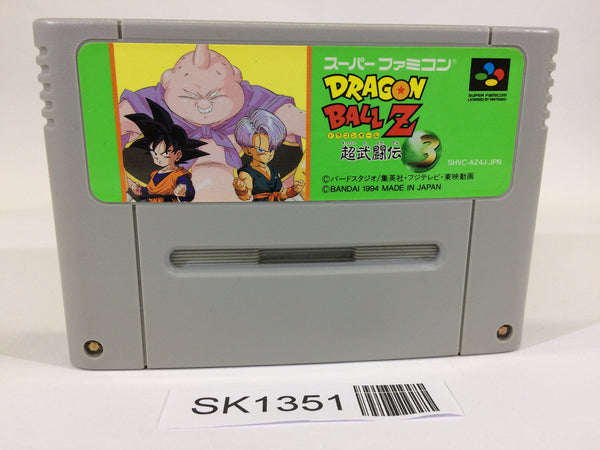 スーパーファミコン®
DRAGON
BALL Z
ドラゴンボール
超武闘伝3
SUPER FAMICOM
LICENSED BY NINTENDO
SHVC-AZ4J-JPN
©バードスタジオ/集英社・フジテレビ・東映動画
©BANDAI 1994 MADE IN JAPAN
SK1351